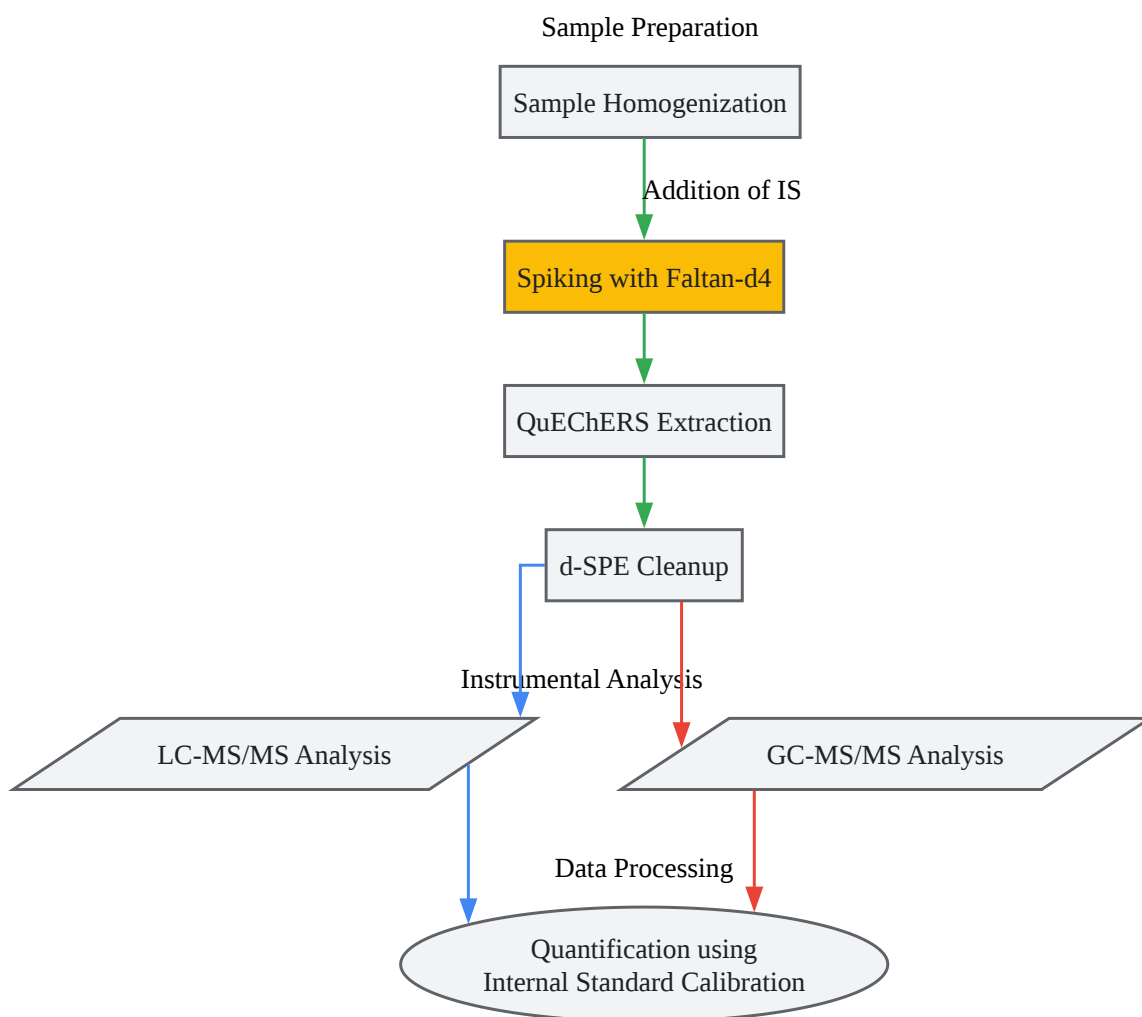 Sample Preparation
Sample Homogenization
Addition of IS
Spiking with Faltan-d4
QuEChERS Extraction
d-SPE Cleanup
Instrumental Analysis
LC-MS/MS Analysis
GC-MS/MS Analysis
Data Processing
Quantification using
Internal Standard Calibration